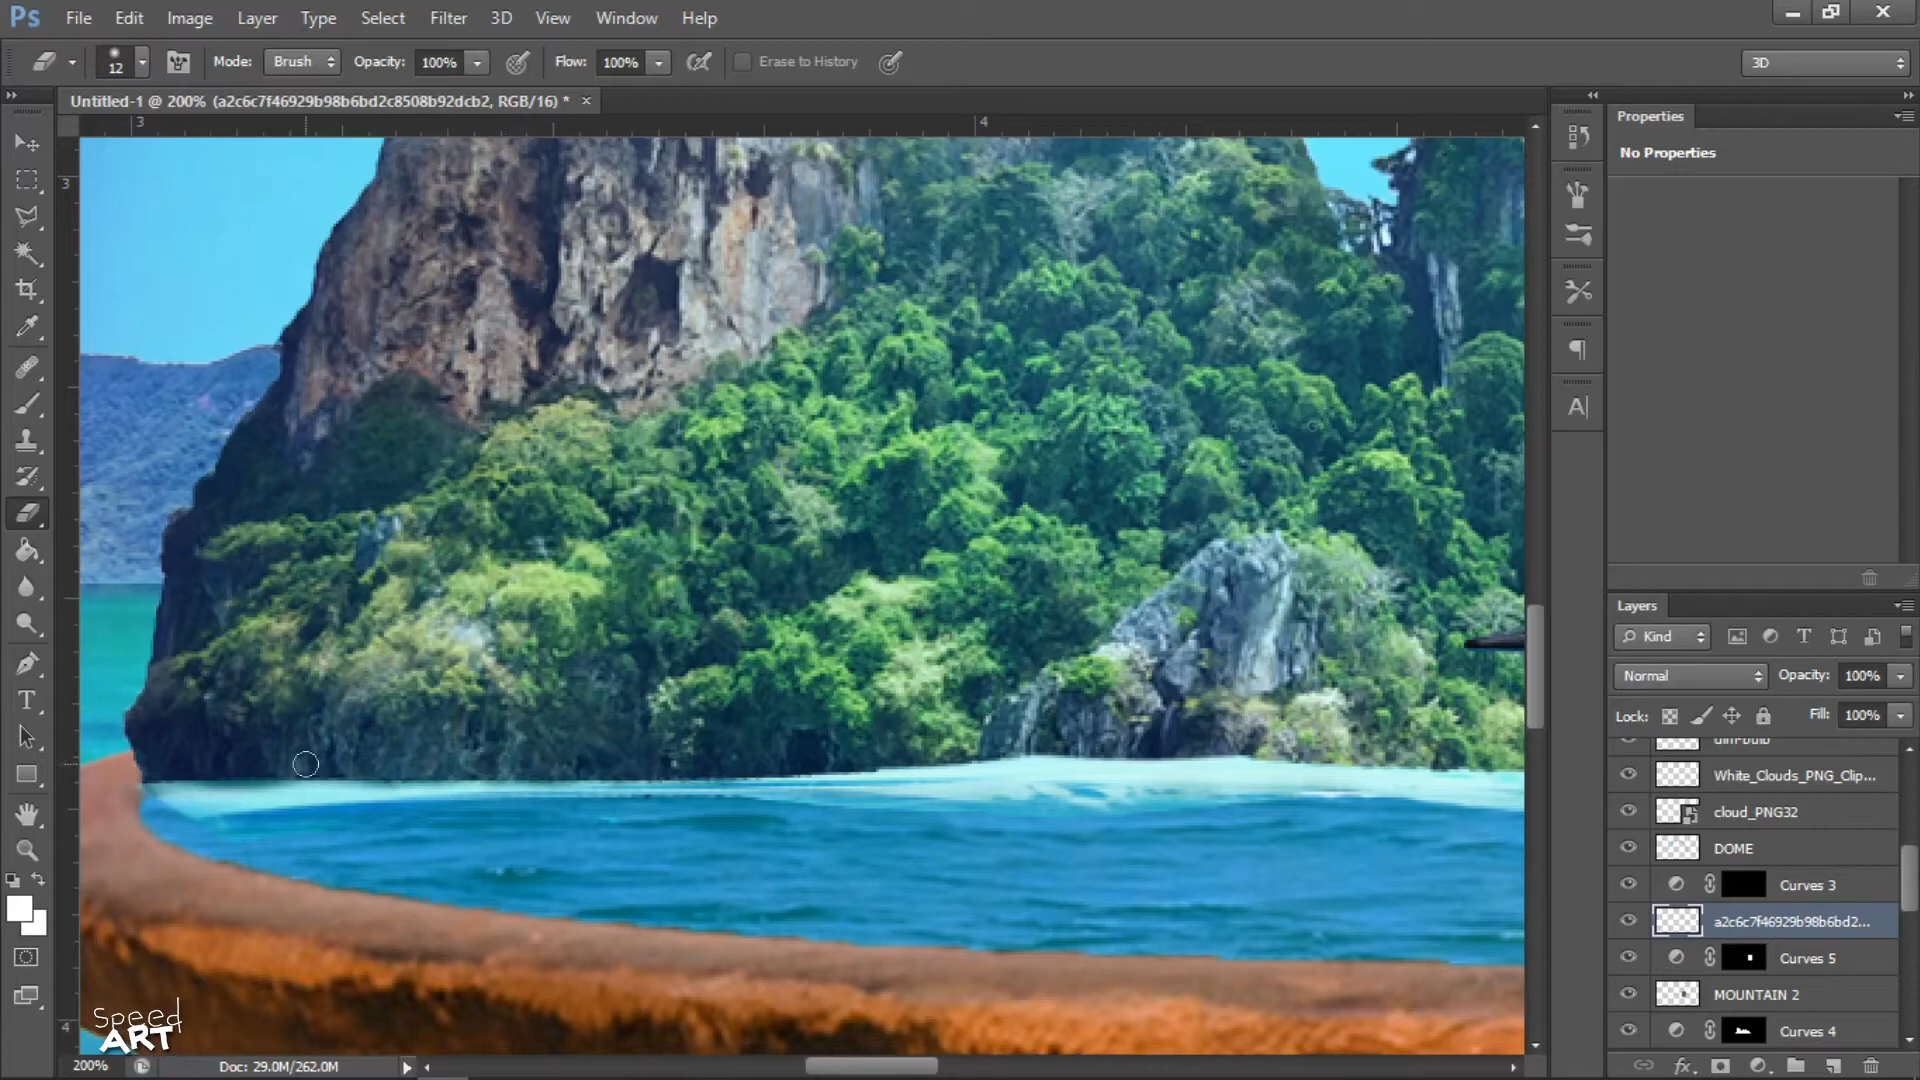 Ps File Edit Image Layer Type Select Filter 3D View Window Help
12 Mode: Brush Opacity: 100% Flow: 100% Erase to History 3D
Untitled-1 @ 200% (a2c6c7f46929b98b6bd2c8508b92dcb2, RGB/16) * ×
3 4
3
4
Properties
No Properties
Layers
Kind
Normal Opacity: 100%
Lock: Fill: 100%
White_Clouds_PNG_Clip...
cloud_PNG32
DOME
Curves 3
a2c6c7f46929b98b6bd2...
Curves 5
MOUNTAIN 2
Curves 4
Speed
ART
200% Doc: 29.0M/262.0M